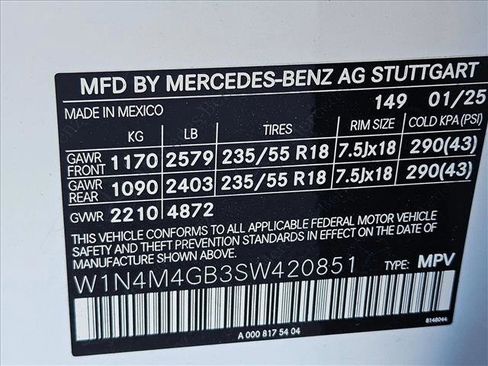 MFD BY MERCEDES-BENZ AG STUTTGART
MADE IN MEXICO 149 01/25
KG LB TIRES RIM SIZE COLD KPA(PSI)
GAWR FRONT 1170 2579 235/55 R18 7.5Jx18 290(43)
GAWR REAR 1090 2403 235/55 R18 7.5Jx18 290(43)
GVWR 2210 4872
THIS VEHICLE CONFORMS TO ALL APPLICABLE FEDERAL MOTOR VEHICLE
SAFETY AND THEFT PREVENTION STANDARDS IN EFFECT ON THE DATE OF
MANUFACTURE SHOWN ABOVE.
W1N4M4GB3SW420851 TYPE: MPV
A 000 817 54 04 8148044